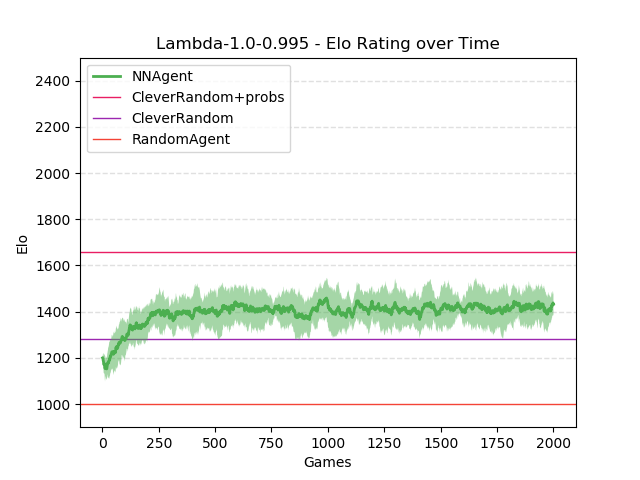 Lambda-1.0-0.995 - Elo Rating over Time
NNAgent
CleverRandom+probs
CleverRandom
RandomAgent
2400
2200
2000
1800
1600
1400
1200
1000
Elo
0
250
500
750
1000
1250
1500
1750
2000
Games